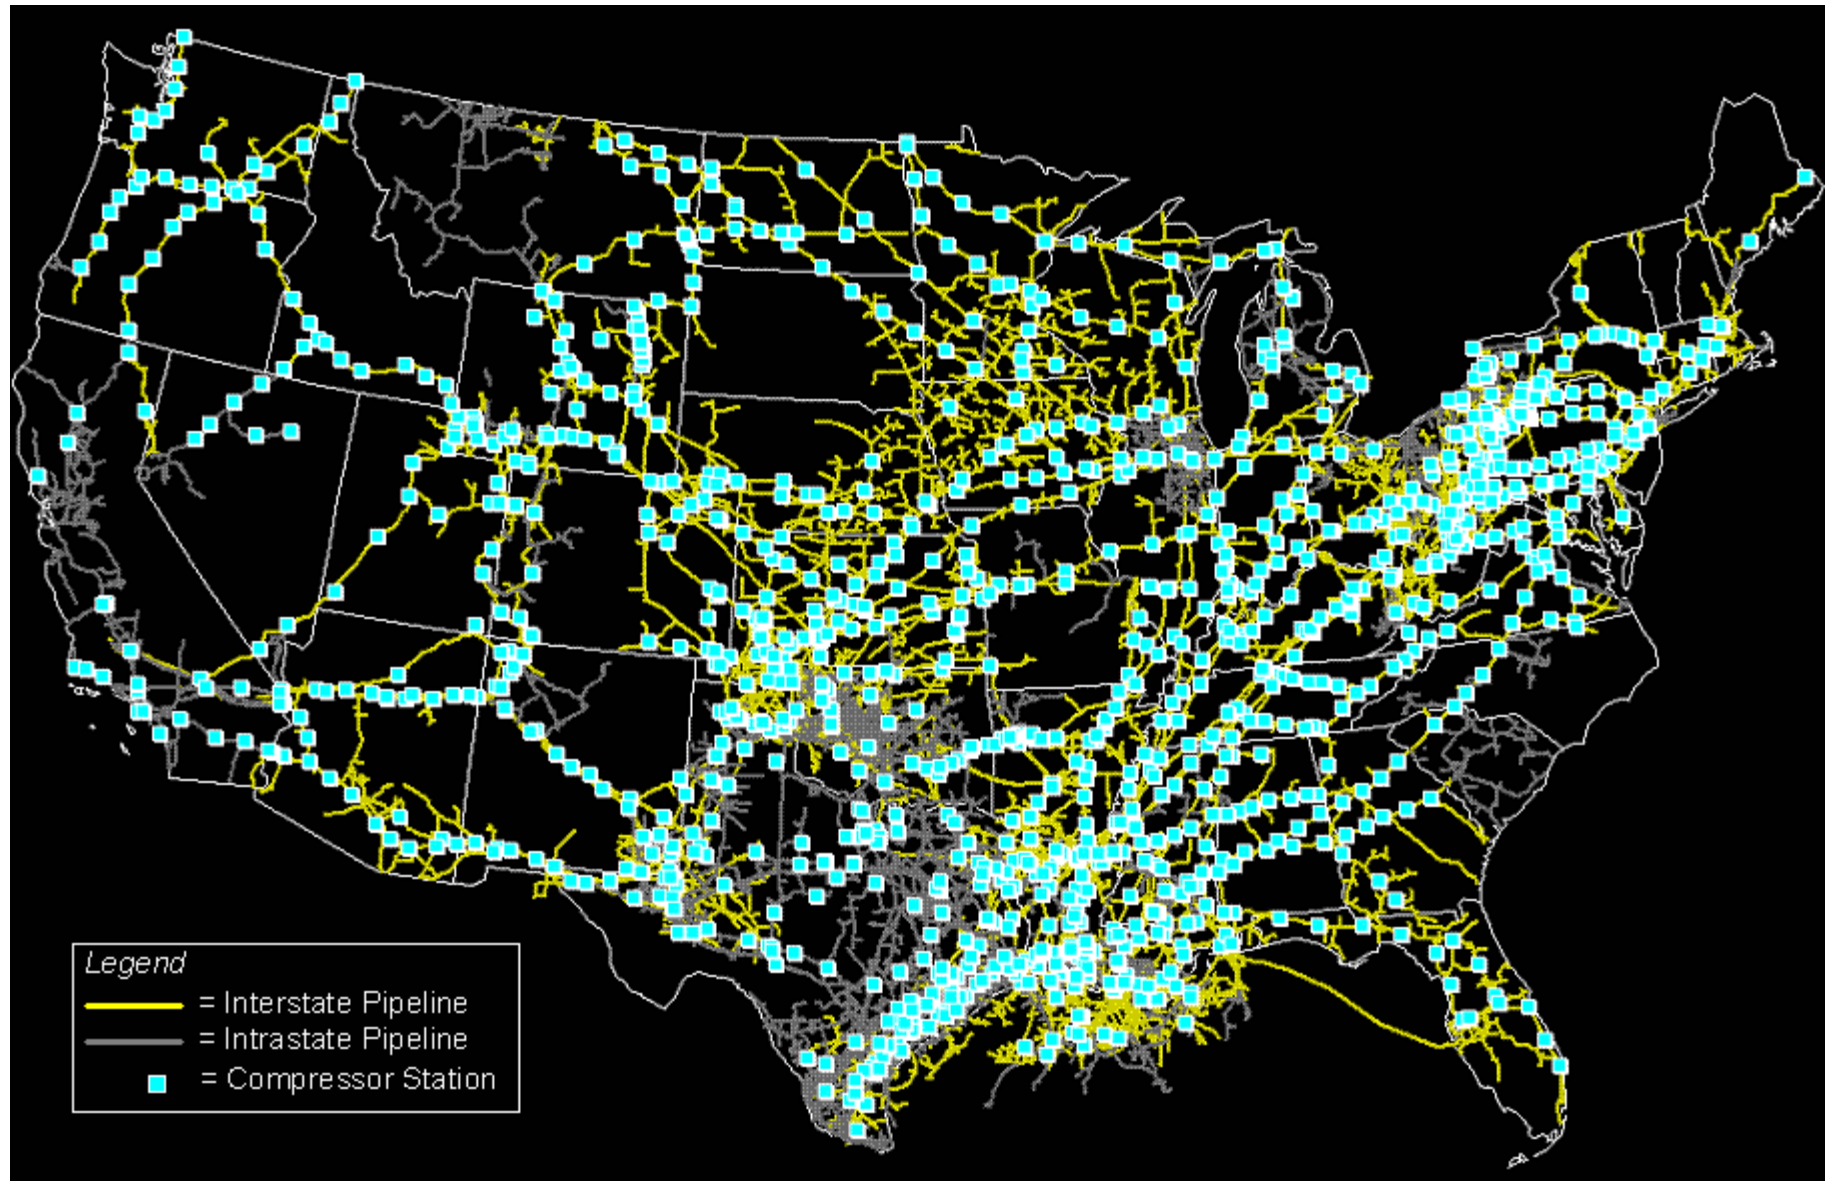 Legend
= Interstate Pipeline
= Intrastate Pipeline
= Compressor Station